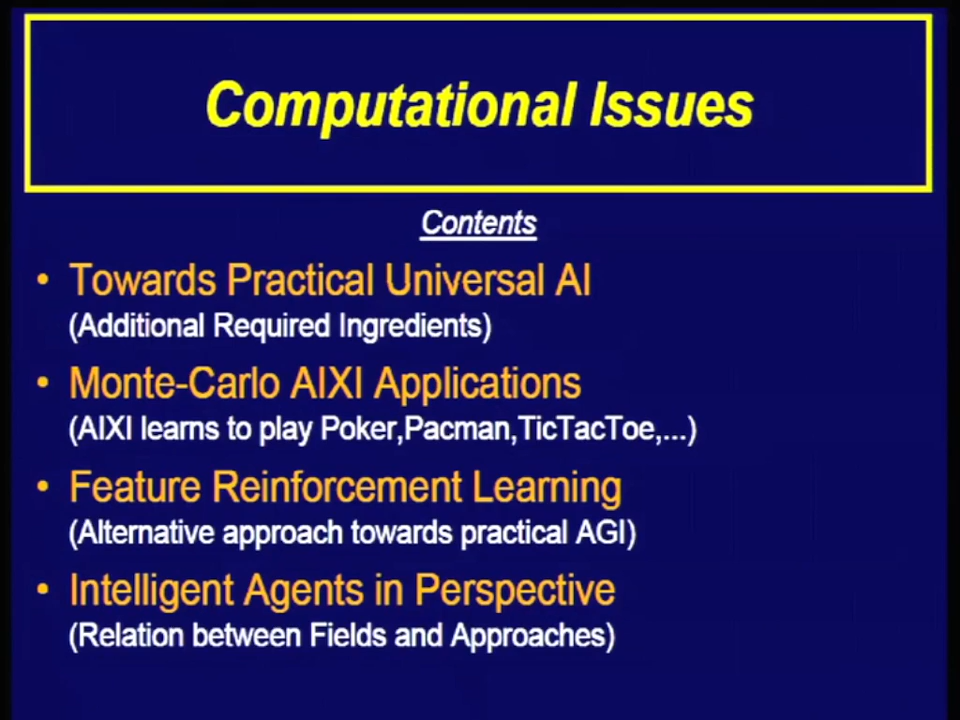 Computational Issues
Contents
• Towards Practical Universal AI
(Additional Required Ingredients)
• Monte-Carlo AIXI Applications
(AIXI learns to play Poker,Pacman,TicTacToe,...)
• Feature Reinforcement Learning
(Alternative approach towards practical AGI)
• Intelligent Agents in Perspective
(Relation between Fields and Approaches)